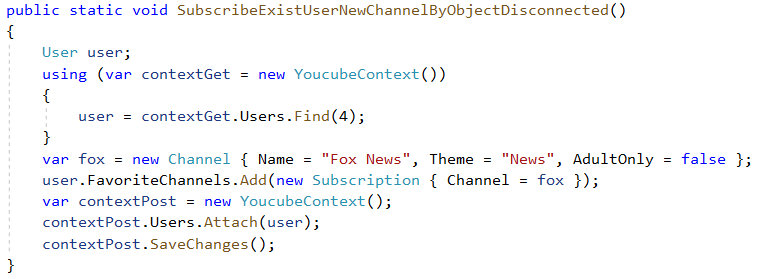 public static void SubscribeExistUserNewChannelByObjectDisconnected()
{
    User user;
    using (var contextGet = new YoucubeContext())
    {
        user = contextGet.Users.Find(4);
    }
    var fox = new Channel { Name = "Fox News", Theme = "News", AdultOnly = false };
    user.FavoriteChannels.Add(new Subscription { Channel = fox });
    var contextPost = new YoucubeContext();
    contextPost.Users.Attach(user);
    contextPost.SaveChanges();
}